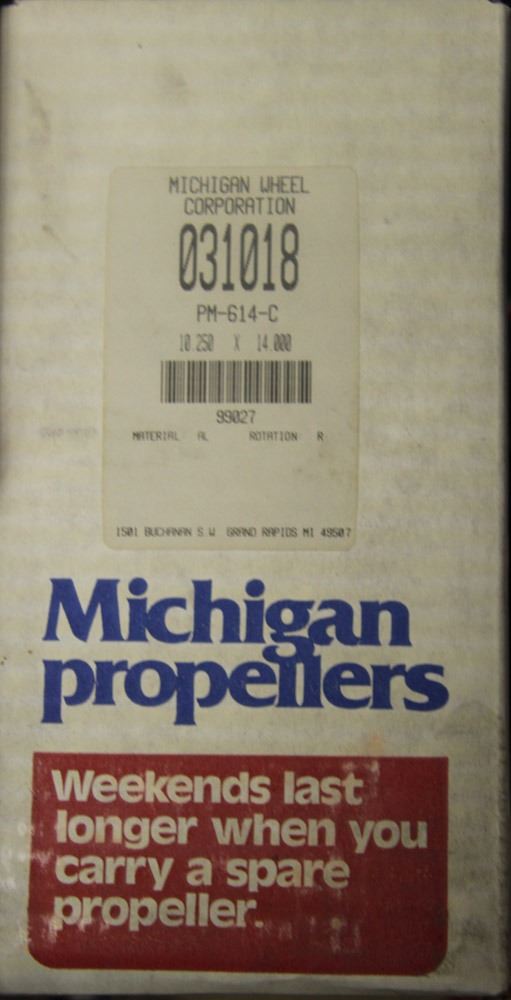 MICHIGAN WHEEL
CORPORATION
031018
PM-614-C
10.250 X 14.000
99027
MATERIAL AL ROTATION R
1501 BUCHANAN S.W GRAND RAPIDS MI 49507
Michigan
propellers
Weekends last
longer when you
carry a spare
propeller.